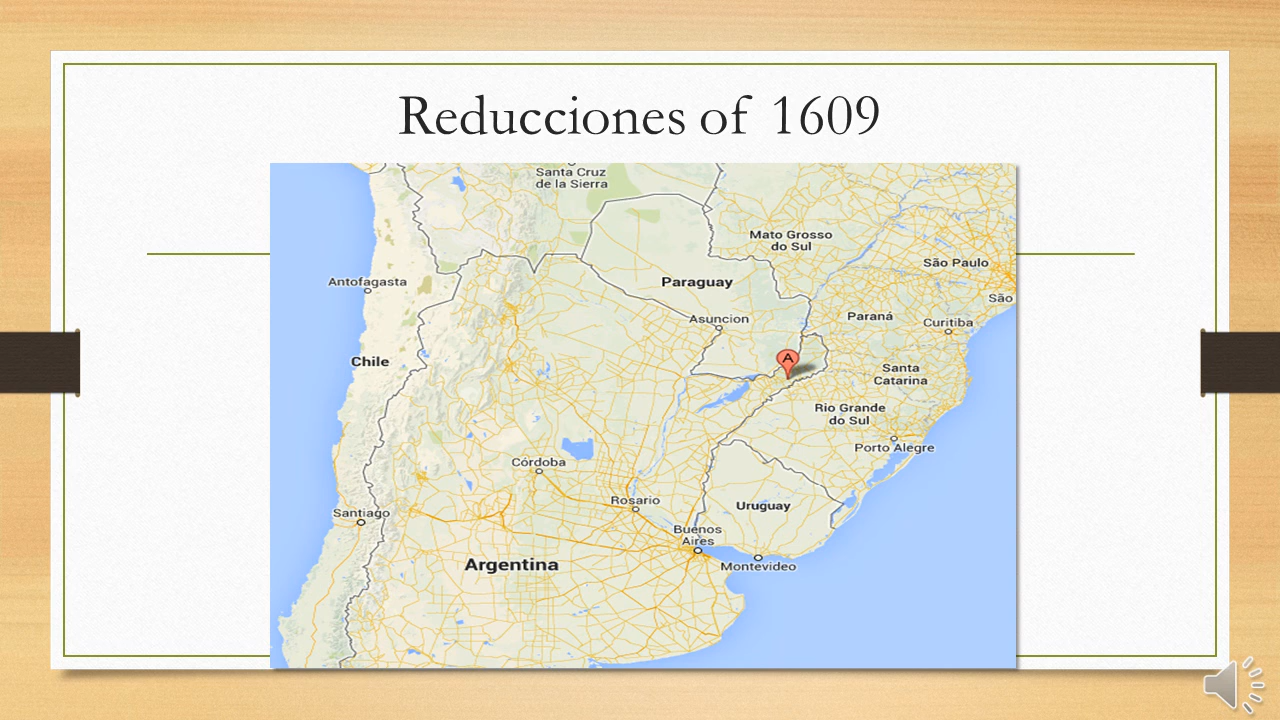 Reducciones of 1609
Santa Cruz
de la Sierra
Mato Grosso
do Sul
São Paulo
Antofagasta
Paraguay
São
Asuncion
Paraná
Curitiba
Chile
A
Santa
Catarina
Rio Grande
do Sul
Porto Alegre
Córdoba
Rosario
Uruguay
Santiago
Buenos
Aires
Argentina
Montevideo